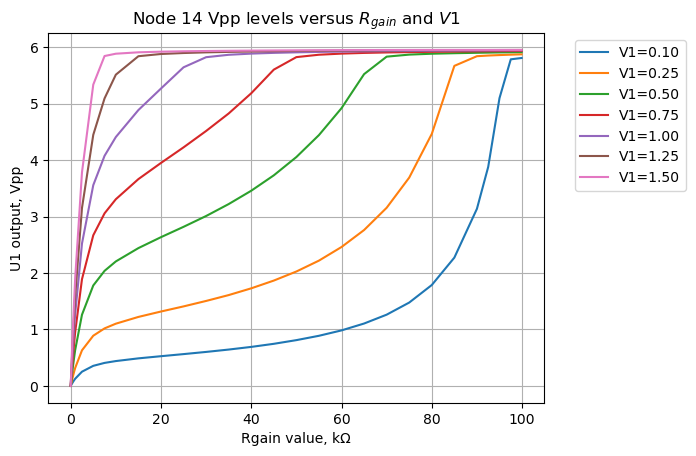 Node 14 Vpp levels versus Rgain and V1
U1 output, Vpp
6
5
4
3
2
1
0
0 20 40 60 80 100
Rgain value, kΩ
V1=0.10
V1=0.25
V1=0.50
V1=0.75
V1=1.00
V1=1.25
V1=1.50